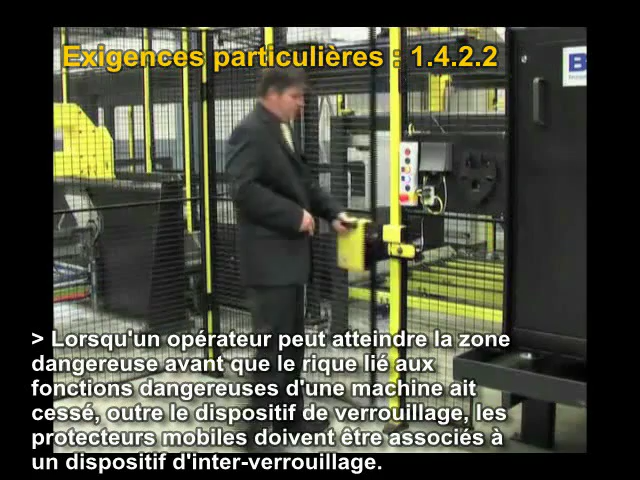 Exigences particulières : 1.4.2.2
B
> Lorsqu'un opérateur peut atteindre la zone
dangereuse avant que le rique lié aux
fonctions dangereuses d'une machine ait
cessé, outre le dispositif de verrouillage, les
protecteurs mobiles doivent être associés à
un dispositif d'inter-verrouillage.